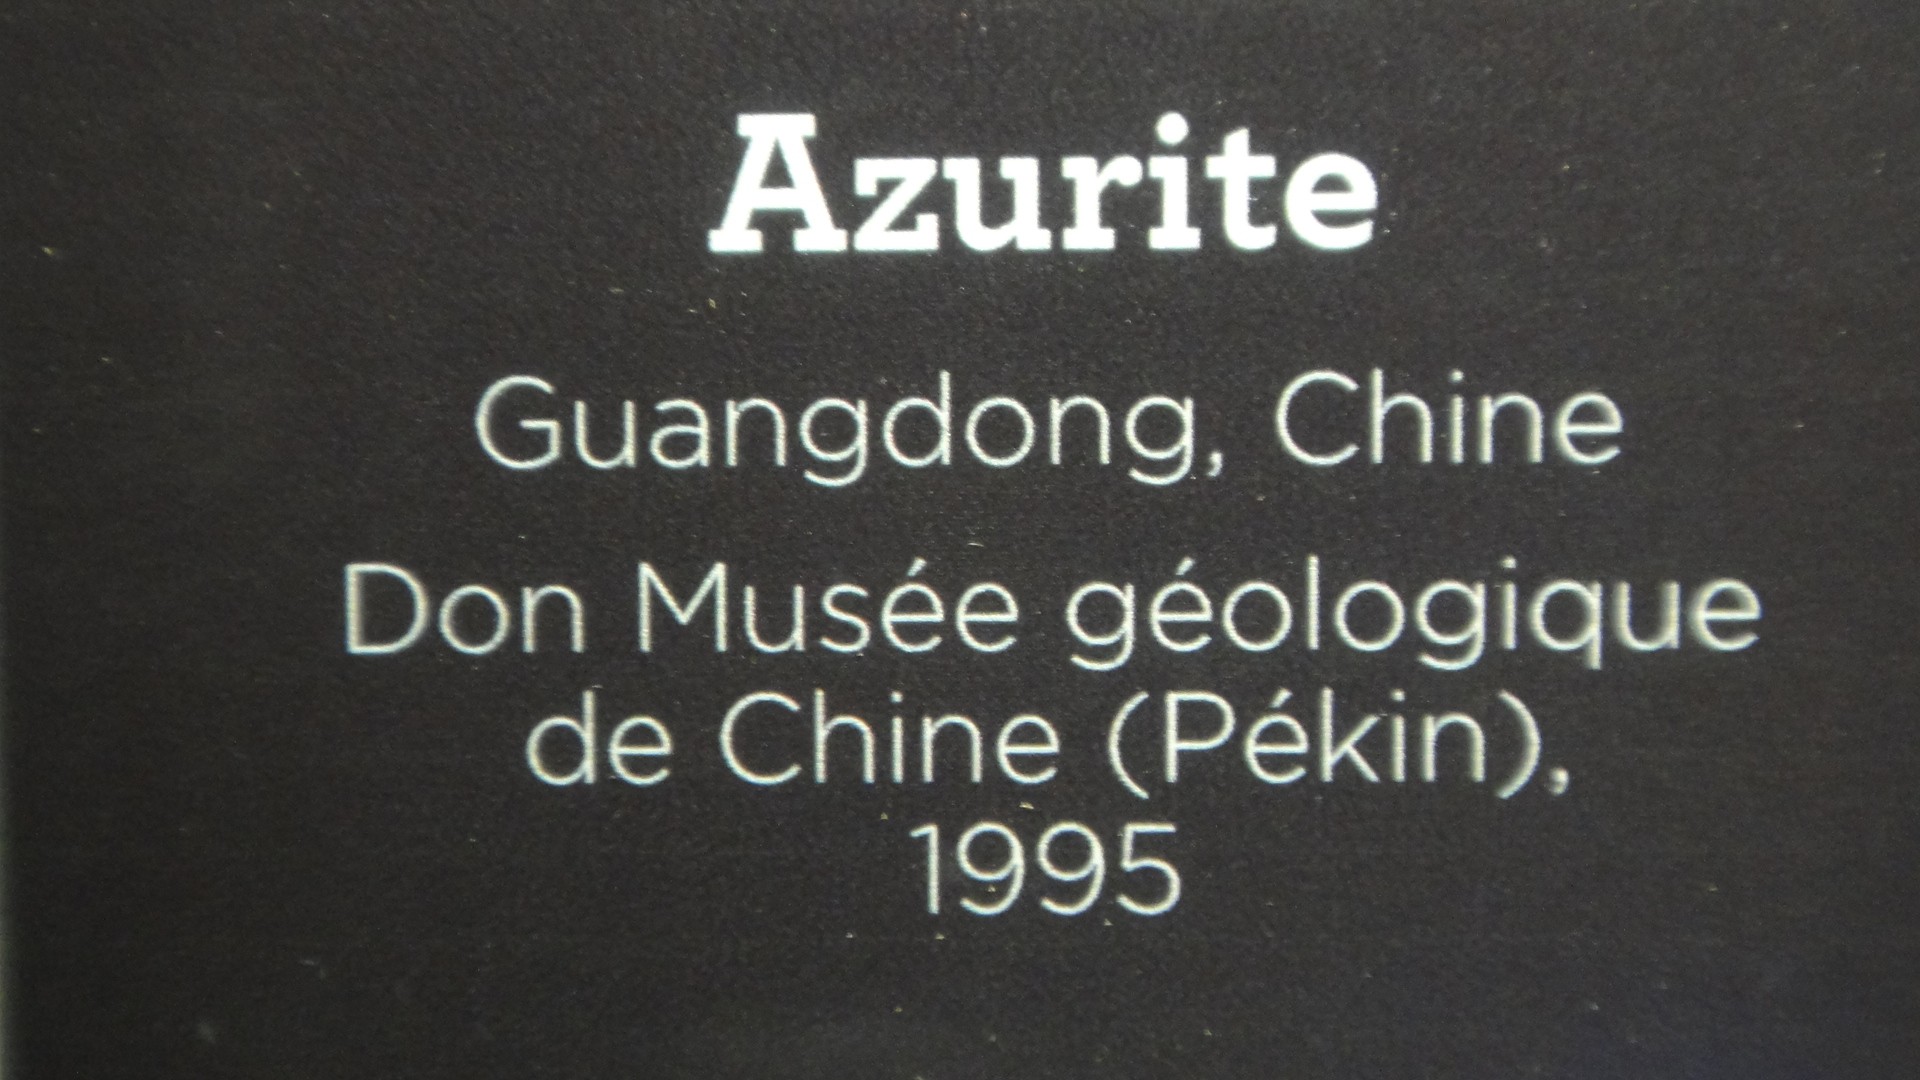 Azurite
Guangdong, Chine
Don Musée géologique
de Chine (Pékin),
1995